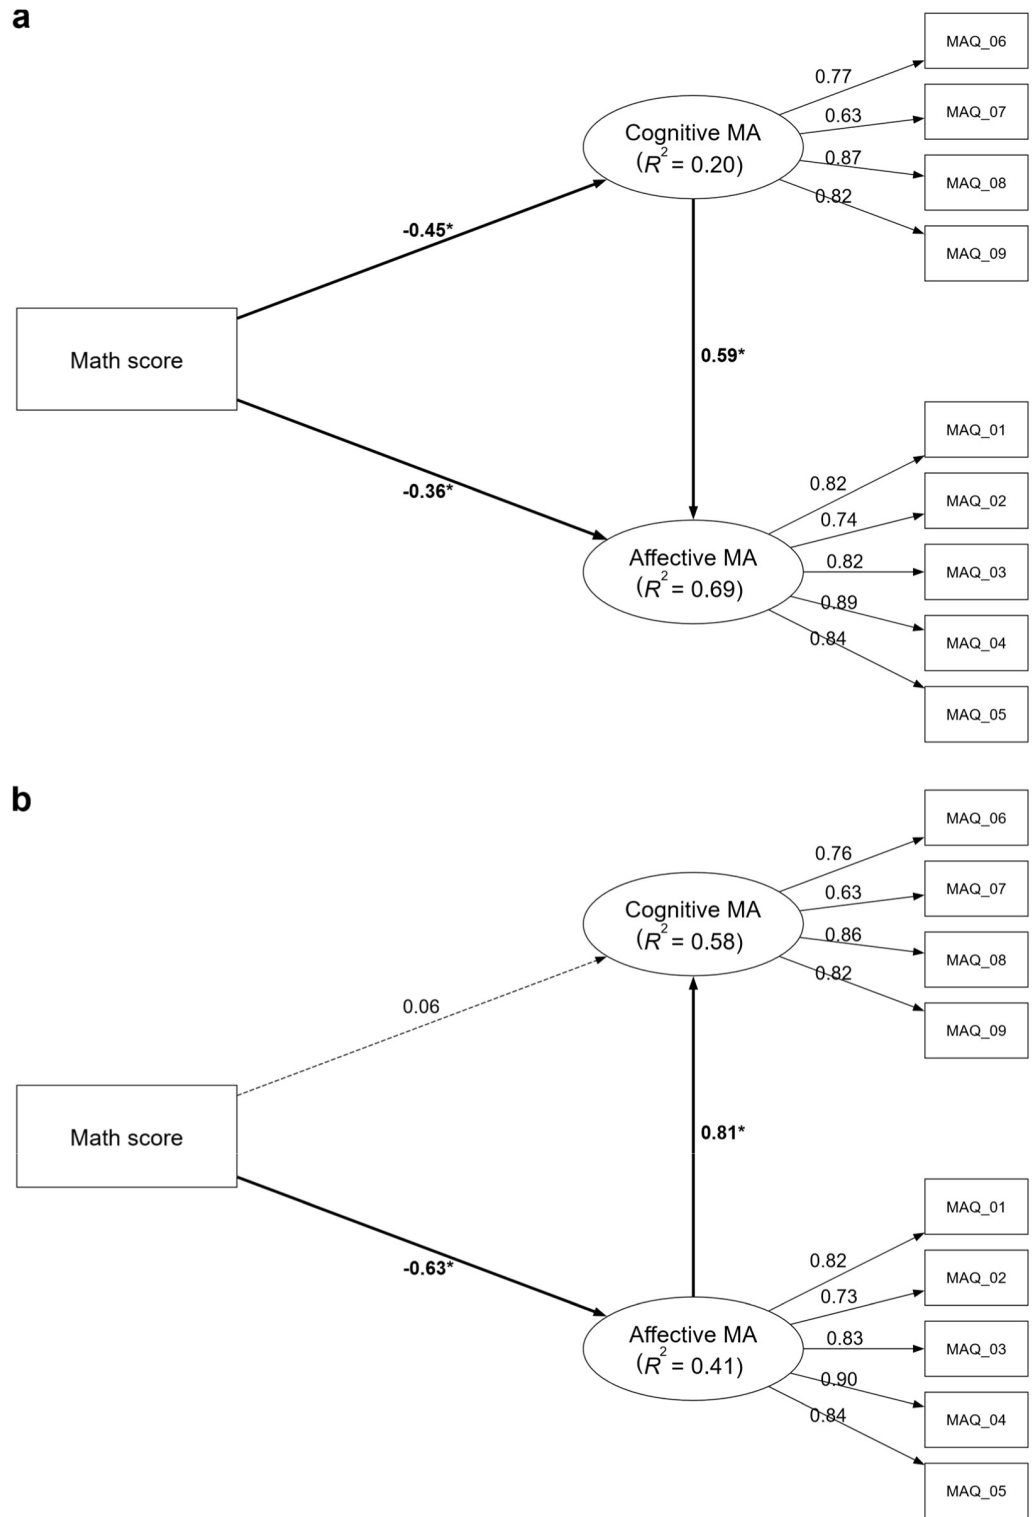 a
MAQ_06
0.77
MAQ_07
0.63
Cognitive MA
(R² = 0.20)
0.87
MAQ_08
0.82
-0.45*
MAQ_09
Math score
0.59*
MAQ_01
0.82
-0.36*
MAQ_02
0.74
Affective MA
(R² = 0.69)
0.82
MAQ_03
0.89
MAQ_04
0.84
MAQ_05
b
MAQ_06
0.76
MAQ_07
0.63
Cognitive MA
(R² = 0.58)
0.86
MAQ_08
0.82
0.06
MAQ_09
Math score
0.81*
MAQ_01
0.82
-0.63*
MAQ_02
0.73
Affective MA
(R² = 0.41)
0.83
MAQ_03
0.90
MAQ_04
0.84
MAQ_05